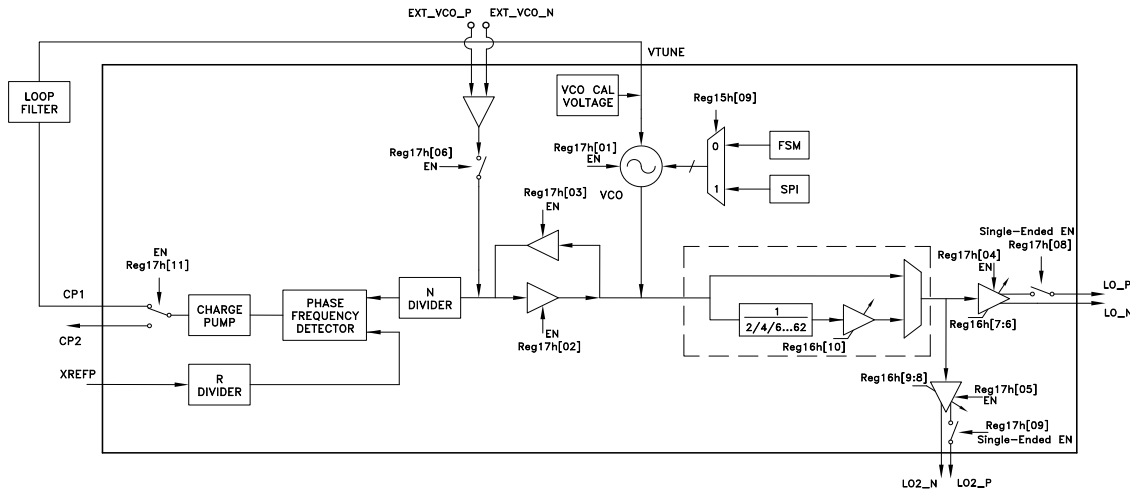 EXT_VCO_P EXT_VCO_N
VTUNE
LOOP
FILTER
VCO CAL
VOLTAGE
Reg15h[09]
0
1
FSM
SPI
Reg17h[01]
EN
VCO
Reg17h[06]
EN
Reg17h[03]
EN
EN
Reg17h[02]
EN
Reg17h[11]
CP1
CP2
CHARGE
PUMP
PHASE
FREQUENCY
DETECTOR
N
DIVIDER
XREFP
R
DIVIDER
1
2/4/6...62
Reg16h[10]
Single-Ended EN
Reg17h[08]
Reg17h[04]
EN
Reg16h[7:6]
LO_P
LO_N
Reg16h[9:8]
Reg17h[05]
EN
Reg17h[09]
Single-Ended EN
LO2_N LO2_P